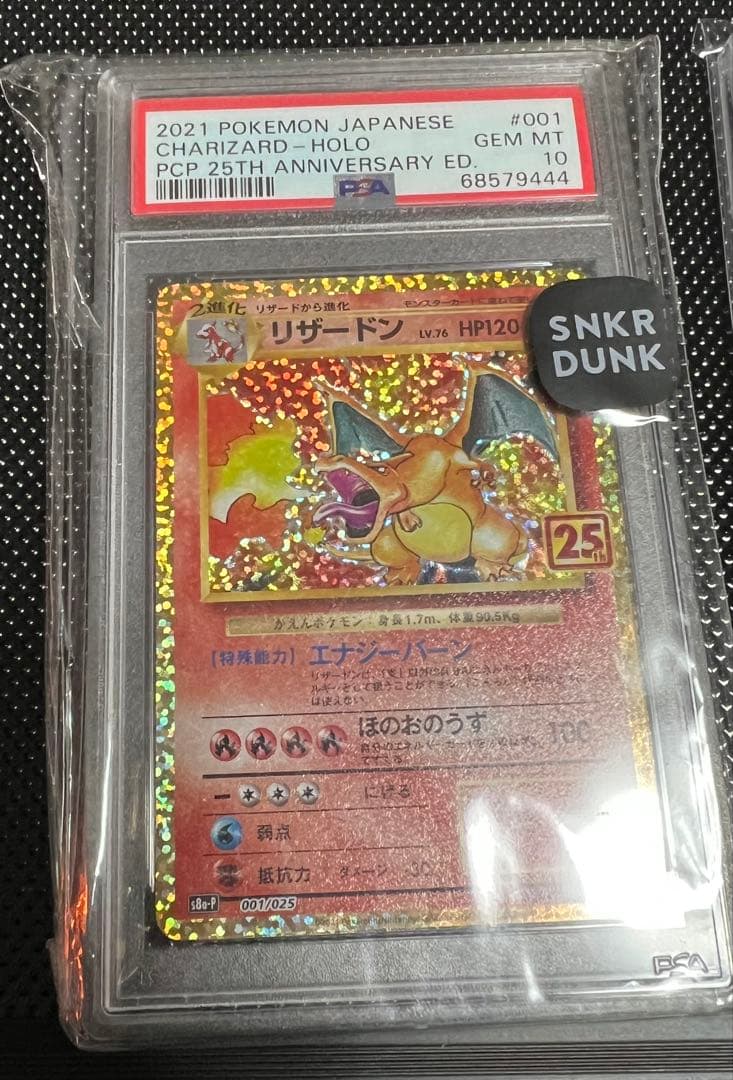 2021 POKEMON JAPANESE #001
CHARIZARD-HOLO GEM MT
PCP 25TH ANNIVERSARY ED. 10
PSA 68579444
2進化 リザードから進化
リザードン LV.76 HP120
SNKR
DUNK
25th
かえんポケモン 身長1.7m、体重90.5kg
【特殊能力】 エナジーバーン
ほのおのうず 100
にげる
弱点
抵抗力 -30
s8a-P 001/025
PSA